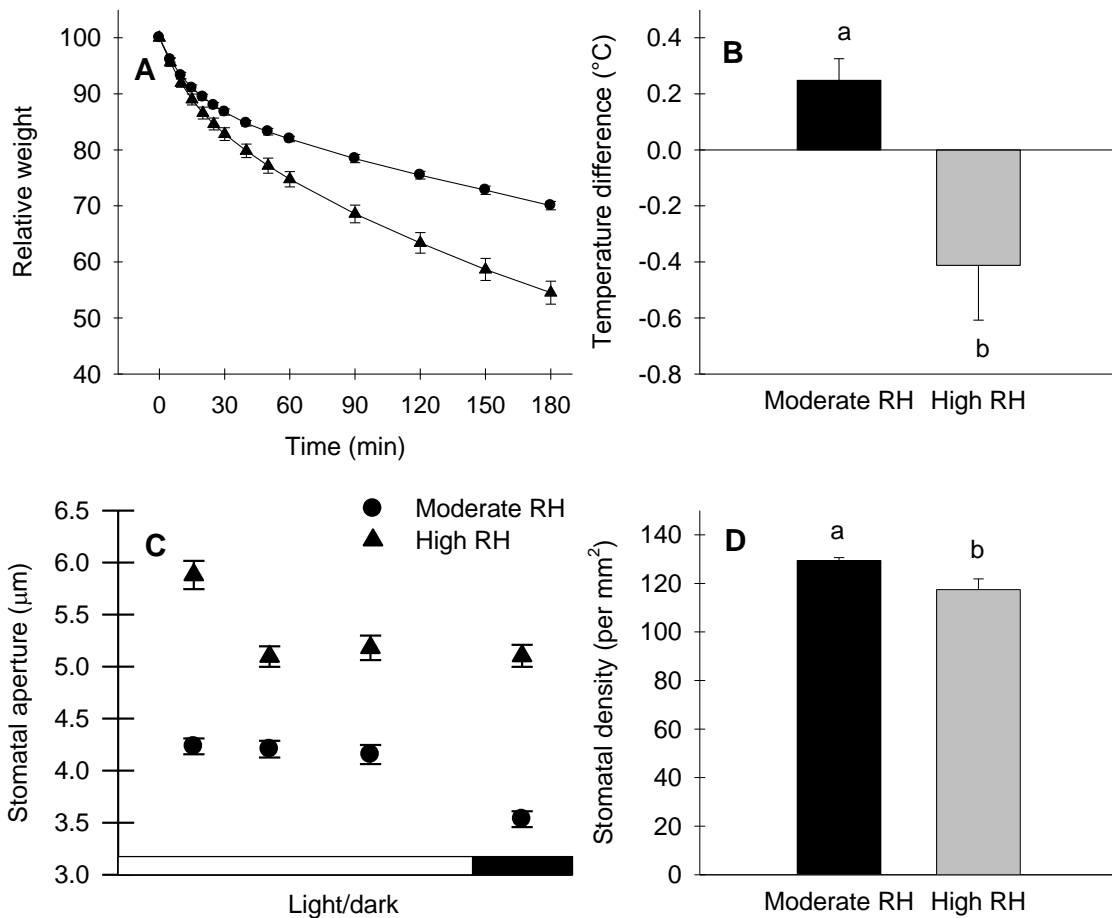 A
Relative weight
100
90
80
70
60
50
40
0 30 60 90 120 150 180
Time (min)
B
Temperature difference (°C)
0.4
0.2
0.0
-0.2
-0.4
-0.6
-0.8
a
b
Moderate RH High RH
C
Moderate RH
High RH
Stomatal aperture (μm)
6.5
6.0
5.5
5.0
4.5
4.0
3.5
3.0
Light/dark
D
Stomatal density (per mm²)
140
120
100
80
60
40
20
0
a
b
Moderate RH High RH